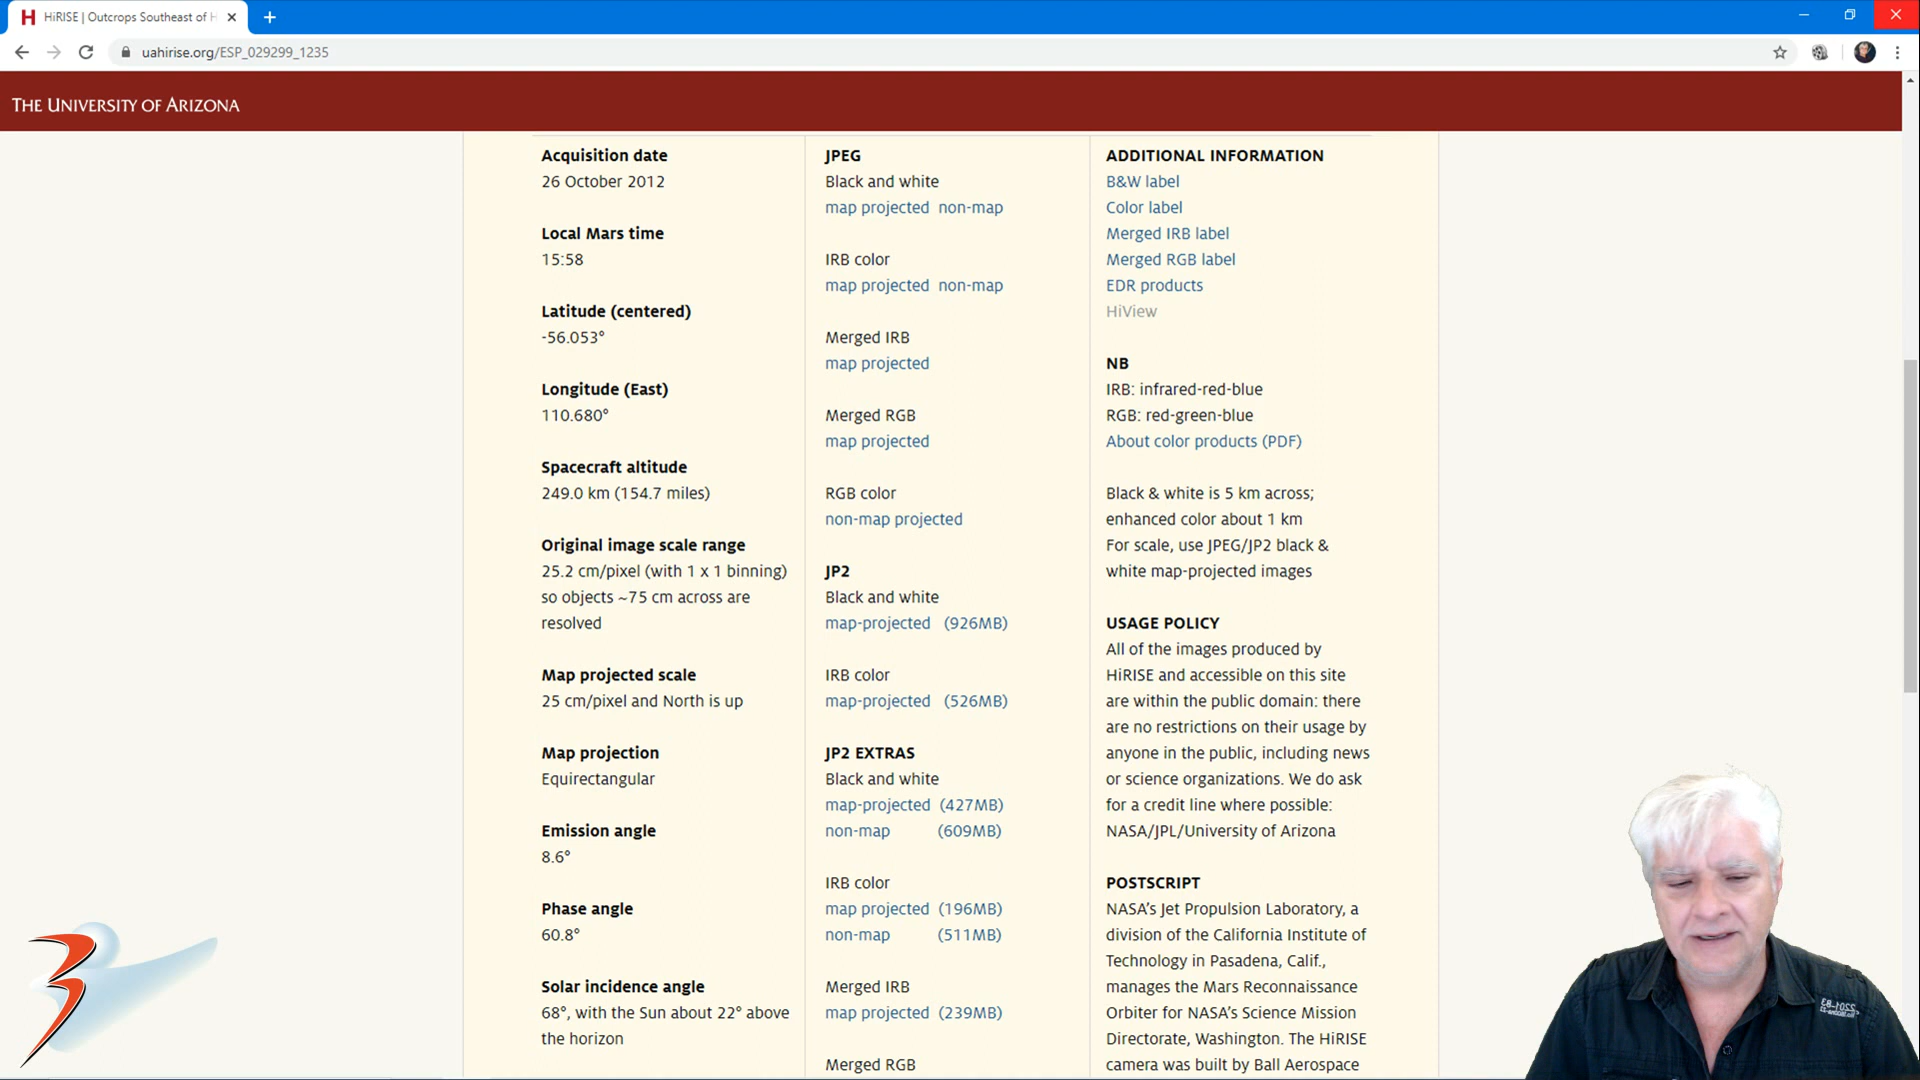 HiRISE | Outcrops Southeast of H
uahirise.org/ESP_029299_1235
THE UNIVERSITY OF ARIZONA
Acquisition date
26 October 2012
Local Mars time
15:58
Latitude (centered)
-56.053°
Longitude (East)
110.680°
Spacecraft altitude
249.0 km (154.7 miles)
Original image scale range
25.2 cm/pixel (with 1 x 1 binning)
so objects ~75 cm across are
resolved
Map projected scale
25 cm/pixel and North is up
Map projection
Equirectangular
Emission angle
8.6°
Phase angle
60.8°
Solar incidence angle
68°, with the Sun about 22° above
the horizon
JPEG
Black and white
map projected non-map
IRB color
map projected non-map
Merged IRB
map projected
Merged RGB
map projected
RGB color
non-map projected
JP2
Black and white
map-projected (926MB)
IRB color
map-projected (526MB)
JP2 EXTRAS
Black and white
map-projected (427MB)
non-map (609MB)
IRB color
map projected (196MB)
non-map (511MB)
Merged IRB
map projected (239MB)
Merged RGB
ADDITIONAL INFORMATION
B&W label
Color label
Merged IRB label
Merged RGB label
EDR products
HiView
NB
IRB: infrared-red-blue
RGB: red-green-blue
About color products (PDF)
Black & white is 5 km across;
enhanced color about 1 km
For scale, use JPEG/JP2 black &
white map-projected images
USAGE POLICY
All of the images produced by
HiRISE and accessible on this site
are within the public domain: there
are no restrictions on their usage by
anyone in the public, including news
or science organizations. We do ask
for a credit line where possible:
NASA/JPL/University of Arizona
POSTSCRIPT
NASA’s Jet Propulsion Laboratory, a
division of the California Institute of
Technology in Pasadena, Calif.,
manages the Mars Reconnaissance
Orbiter for NASA’s Science Mission
Directorate, Washington. The HiRISE
camera was built by Ball Aerospace